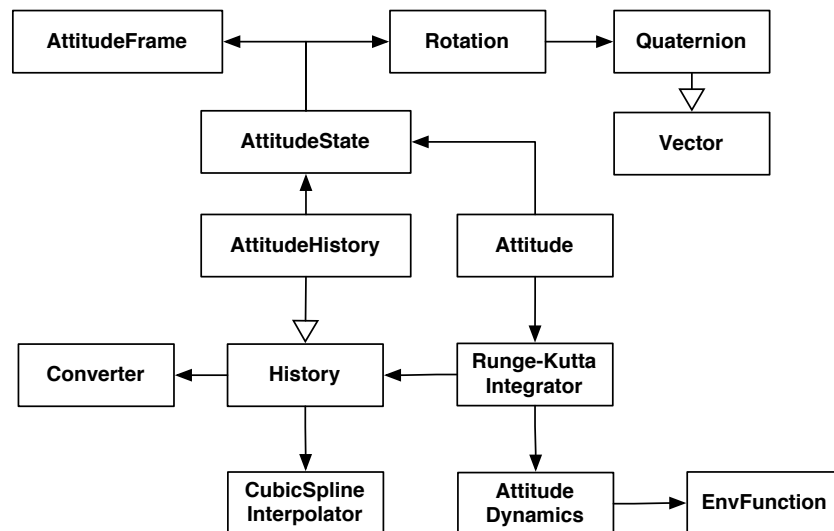 AttitudeFrame
Rotation
Quaternion
AttitudeState
Vector
AttitudeHistory
Attitude
Converter
History
Runge-Kutta
Integrator
CubicSpline
Interpolator
Attitude
Dynamics
EnvFunction